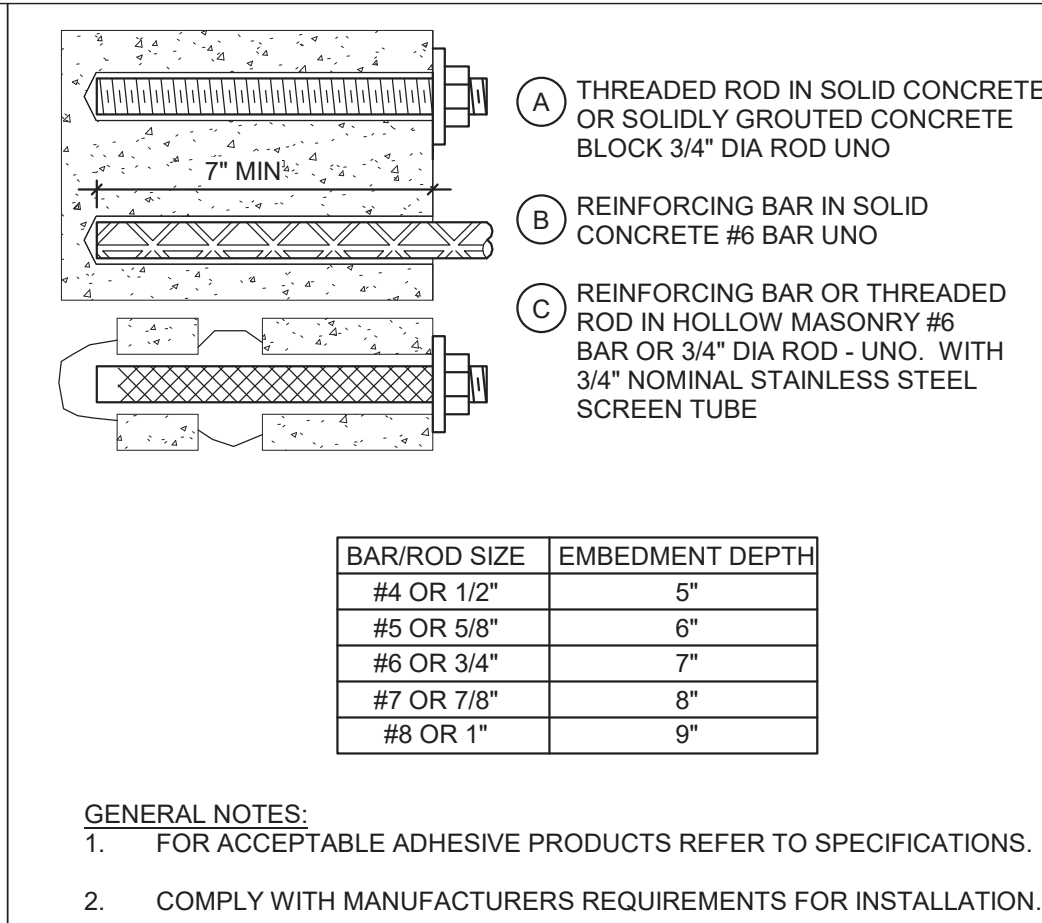 7" MIN
A
THREADED ROD IN SOLID CONCRETE
OR SOLIDLY GROUTED CONCRETE
BLOCK 3/4" DIA ROD UNO
B
REINFORCING BAR IN SOLID
CONCRETE #6 BAR UNO
C
REINFORCING BAR OR THREADED
ROD IN HOLLOW MASONRY #6
BAR OR 3/4" DIA ROD - UNO. WITH
3/4" NOMINAL STAINLESS STEEL
SCREEN TUBE
BAR/ROD SIZE EMBEDMENT DEPTH
#4 OR 1/2" 5"
#5 OR 5/8" 6"
#6 OR 3/4" 7"
#7 OR 7/8" 8"
#8 OR 1" 9"
GENERAL NOTES:
1. FOR ACCEPTABLE ADHESIVE PRODUCTS REFER TO SPECIFICATIONS.
2. COMPLY WITH MANUFACTURERS REQUIREMENTS FOR INSTALLATION.